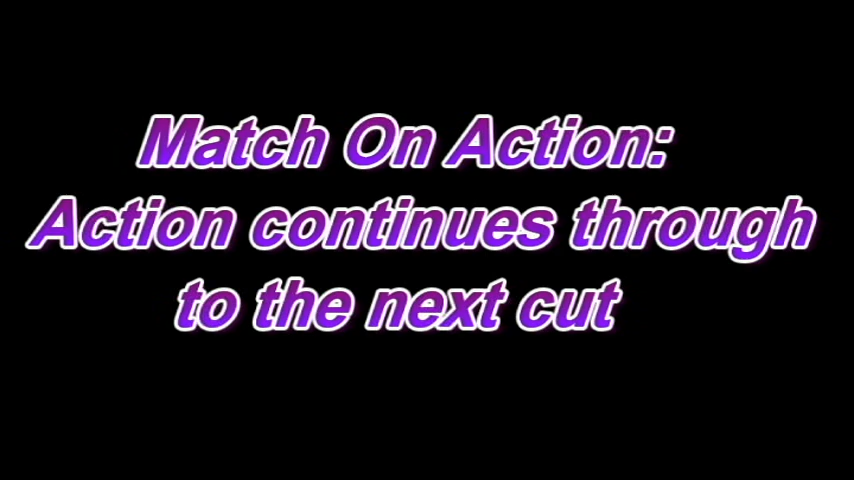 Match On Action:
Action continues through
to the next cut